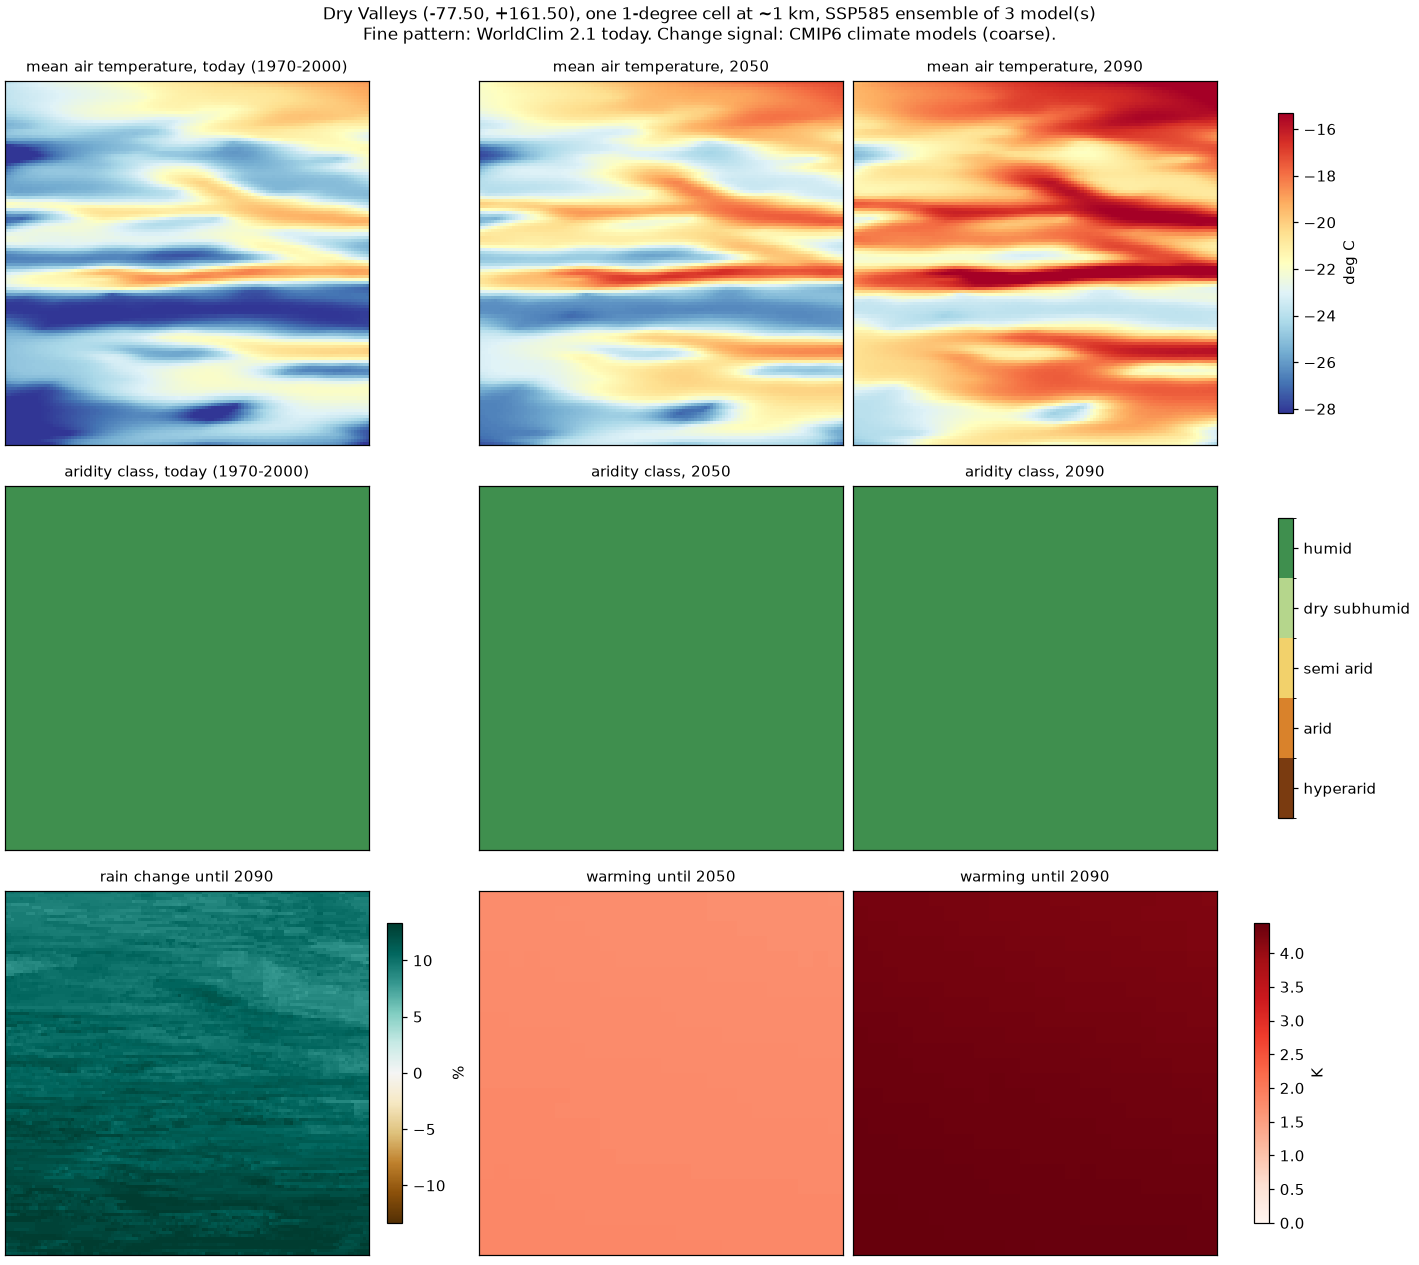 Dry Valleys (-77.50, +161.50), one 1-degree cell at ~1 km, SSP585 ensemble of 3 model(s)
Fine pattern: WorldClim 2.1 today. Change signal: CMIP6 climate models (coarse).
mean air temperature, today (1970-2000)
mean air temperature, 2050
mean air temperature, 2090
−16
−18
−20
−22
−24
−26
−28
deg C
aridity class, today (1970-2000)
aridity class, 2050
aridity class, 2090
humid
dry subhumid
semi arid
arid
hyperarid
rain change until 2090
warming until 2050
warming until 2090
10
5
0
−5
−10
%
4.0
3.5
3.0
2.5
2.0
1.5
1.0
0.5
0.0
K